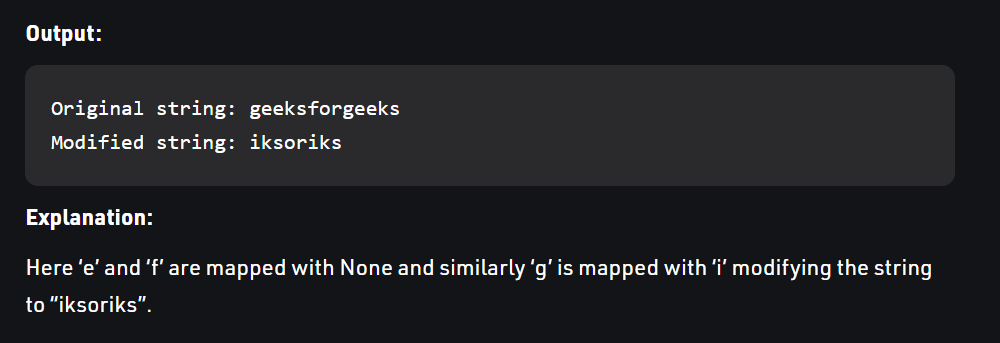 Output:
Original string: geeksforgeeks
Modified string: iksoriks
Explanation:
Here ‘e’ and ‘f’ are mapped with None and similarly ‘g’ is mapped with ‘i’ modifying the string
to “iksoriks”.